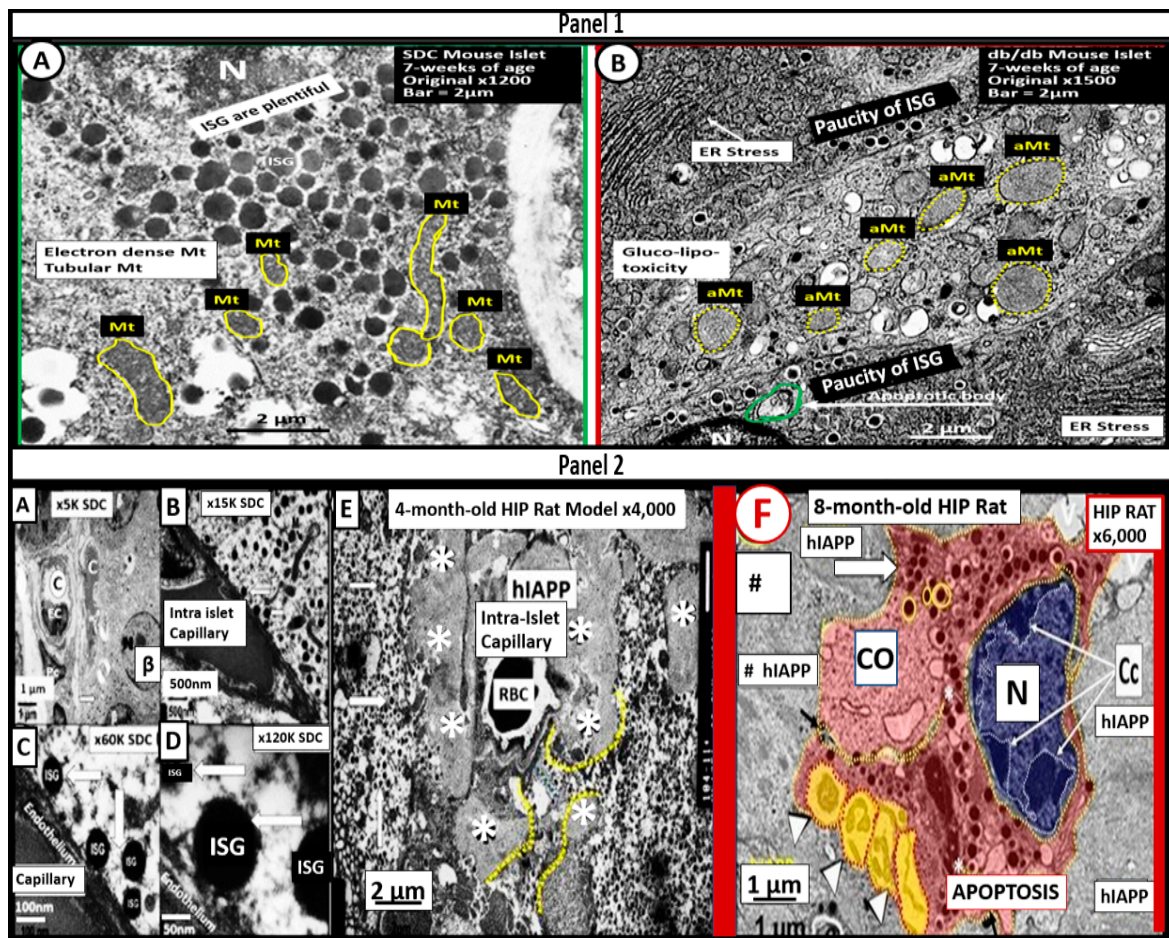 Panel 1
A
N
ISG are plentiful
SDC Mouse Islet
7-weeks of age
Original x1200
Bar = 2µm
ISG
Mt
Mt
Electron dense Mt
Tubular Mt
Mt
Mt
Mt
Mt
2 µm
B
Paucity of ISG
db/db Mouse Islet
7-weeks of age
Original x1500
Bar = 2µm
ER Stress
aMt
aMt
aMt
aMt
Gluco-lipo-
toxicity
aMt
aMt
Paucity of ISG
Apoptotic body
N
2 µm
ER Stress
Panel 2
A
x5K SDC
C
C
EC
N
β
1 µm
B
x15K SDC
Intra islet
Capillary
500nm
500nm
C
x60K SDC
ISG
ISG
ISG
ISG
Endothelium
Capillary
100nm
100 nm
D
x120K SDC
ISG
ISG
ISG
Endothelium
50nm
E
4-month-old HIP Rat Model x4,000
* * * * * * * *
hIAPP
Intra-Islet
Capillary
RBC
2 µm
F
8-month-old HIP Rat
HIP RAT
x6,000
hIAPP
#
CO
# hIAPP
N
Cc
hIAPP
*
*
1 µm
1 µm
APOPTOSIS
hIAPP